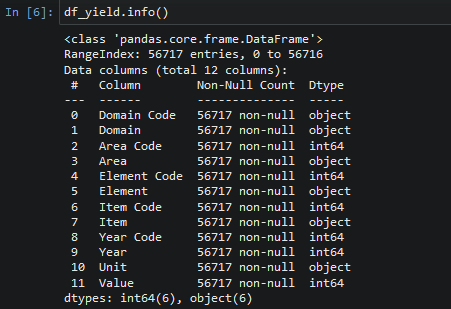 In [6]: df_yield.info()
<class 'pandas.core.frame.DataFrame'>
RangeIndex: 56717 entries, 0 to 56716
Data columns (total 12 columns):
 #   Column        Non-Null Count  Dtype
---  ------        --------------  -----
 0   Domain Code   56717 non-null  object
 1   Domain        56717 non-null  object
 2   Area Code     56717 non-null  int64
 3   Area          56717 non-null  object
 4   Element Code  56717 non-null  int64
 5   Element       56717 non-null  object
 6   Item Code     56717 non-null  int64
 7   Item          56717 non-null  object
 8   Year Code     56717 non-null  int64
 9   Year          56717 non-null  int64
 10  Unit          56717 non-null  object
 11  Value         56717 non-null  int64
dtypes: int64(6), object(6)